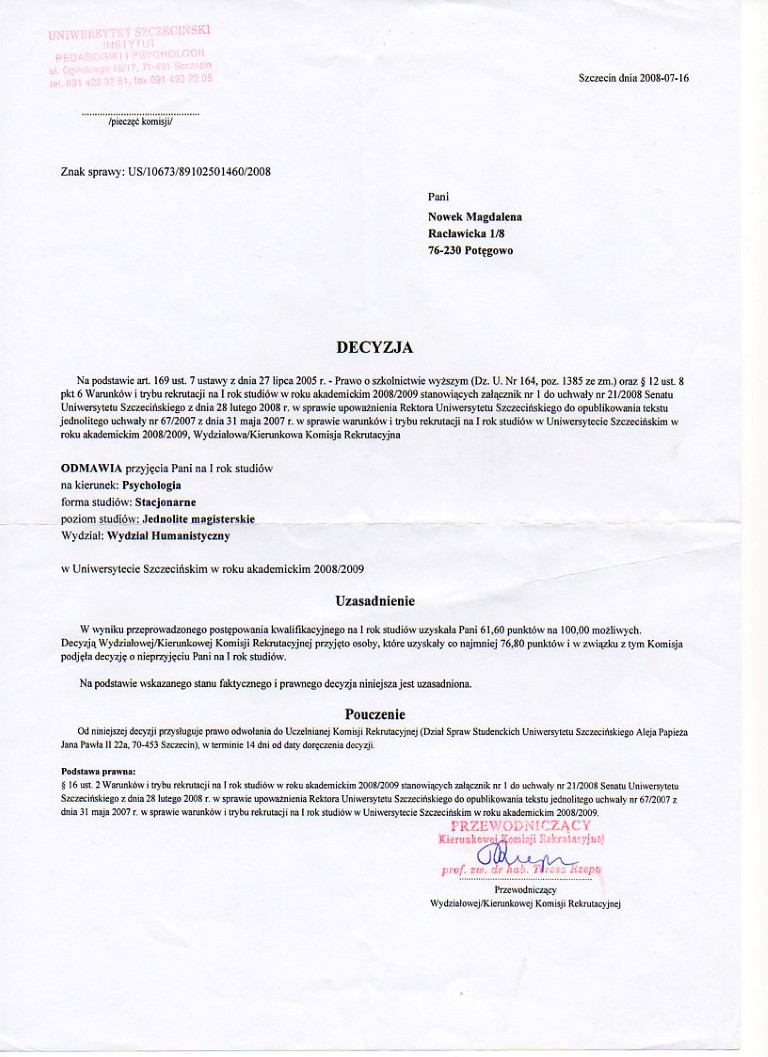 UNIWERSYTET SZCZECIŃSKI
INSTYTUT
PEDAGOGIKI I PSYCHOLOGII
ul. Ogińskiego 16/17, 71-431 Szczecin
tel. 091 422 32 81, fax 091 423 22 05
Szczecin dnia 2008-07-16
/pieczęć komisji/
Znak sprawy: US/10673/89102501460/2008
Pani
Nowek Magdalena
Racławicka 1/8
76-230 Potęgowo
DECYZJA
Na podstawie art. 169 ust. 7 ustawy z dnia 27 lipca 2005 r. - Prawo o szkolnictwie wyższym (Dz. U. Nr 164, poz. 1385 ze zm.) oraz § 12 ust. 8
pkt 6 Warunków i trybu rekrutacji na I rok studiów w roku akademickim 2008/2009 stanowiących załącznik nr 1 do uchwały nr 21/2008 Senatu
Uniwersytetu Szczecińskiego z dnia 28 lutego 2008 r. w sprawie upoważnienia Rektora Uniwersytetu Szczecińskiego do opublikowania tekstu
jednolitego uchwały nr 67/2007 z dnia 31 maja 2007 r. w sprawie warunków i trybu rekrutacji na I rok studiów w Uniwersytecie Szczecińskim w
roku akademickim 2008/2009, Wydziałowa/Kierunkowa Komisja Rekrutacyjna
ODMAWIA przyjęcia Pani na I rok studiów
na kierunek: Psychologia
forma studiów: Stacjonarne
poziom studiów: Jednolite magisterskie
Wydział: Wydział Humanistyczny
w Uniwersytecie Szczecińskim w roku akademickim 2008/2009
Uzasadnienie
W wyniku przeprowadzonego postępowania kwalifikacyjnego na I rok studiów uzyskała Pani 61,60 punktów na 100,00 możliwych.
Decyzją Wydziałowej/Kierunkowej Komisji Rekrutacyjnej przyjęto osoby, które uzyskały co najmniej 76,80 punktów i w związku z tym Komisja
podjęła decyzję o nieprzyjęciu Pani na I rok studiów.
Na podstawie wskazanego stanu faktycznego i prawnego decyzja niniejsza jest uzasadniona.
Pouczenie
Od niniejszej decyzji przysługuje prawo odwołania do Uczelnianej Komisji Rekrutacyjnej (Dział Spraw Studenckich Uniwersytetu Szczecińskiego Aleja Papieża
Jana Pawła II 22a, 70-453 Szczecin), w terminie 14 dni od daty doręczenia decyzji.
Podstawa prawna:
§ 16 ust. 2 Warunków i trybu rekrutacji na I rok studiów w roku akademickim 2008/2009 stanowiących załącznik nr 1 do uchwały nr 21/2008 Senatu Uniwersytetu
Szczecińskiego z dnia 28 lutego 2008 r. w sprawie upoważnienia Rektora Uniwersytetu Szczecińskiego do opublikowania tekstu jednolitego uchwały nr 67/2007 z
dnia 31 maja 2007 r. w sprawie warunków i trybu rekrutacji na I rok studiów w Uniwersytecie Szczecińskim w roku akademickim 2008/2009.
PRZEWODNICZĄCY
Kierunkowej Komisji Rekrutacyjnej
prof. zw. dr hab. Teresa Rzepa
Przewodniczący
Wydziałowej/Kierunkowej Komisji Rekrutacyjnej